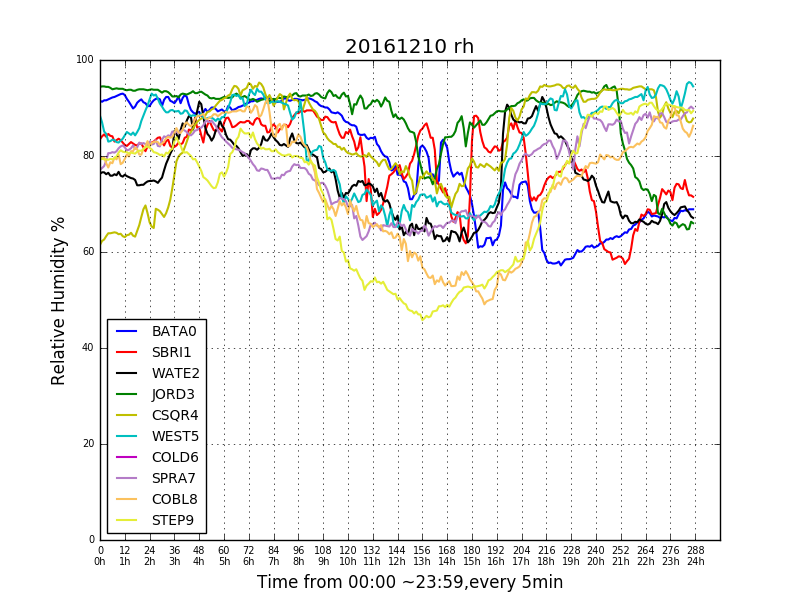 20161210 rh
100
80
60
40
20
0
Relative Humidity %
BATA0
SBRI1
WATE2
JORD3
CSQR4
WEST5
COLD6
SPRA7
COBL8
STEP9
0 12 24 36 48 60 72 84 96 108 120 132 144 156 168 180 192 204 216 228 240 252 264 276 288
0h 1h 2h 3h 4h 5h 6h 7h 8h 9h 10h 11h 12h 13h 14h 15h 16h 17h 18h 19h 20h 21h 22h 23h 24h
Time from 00:00 ~23:59,every 5min